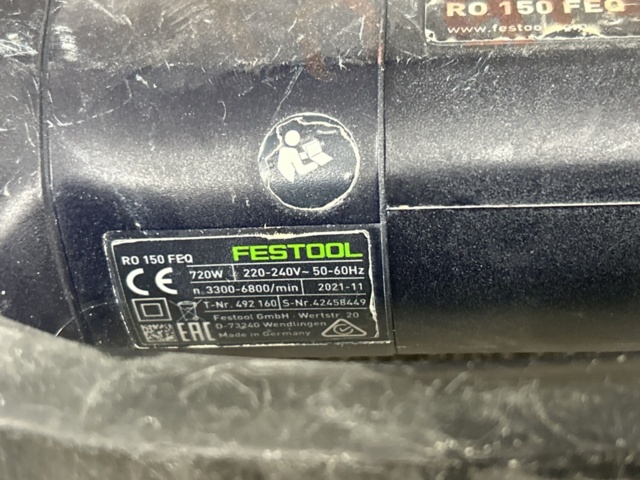 RO 150 FEQ
www.festool.com
RO 150 FEQ FESTOOL
CE 720W 220-240V~ 50-60Hz
n. 3300-6800/min 2021-11
T-Nr. 492 160 S-Nr.42458449
EAC Festool GmbH · Wertstr. 20
D-73240 Wendlingen
Made in Germany